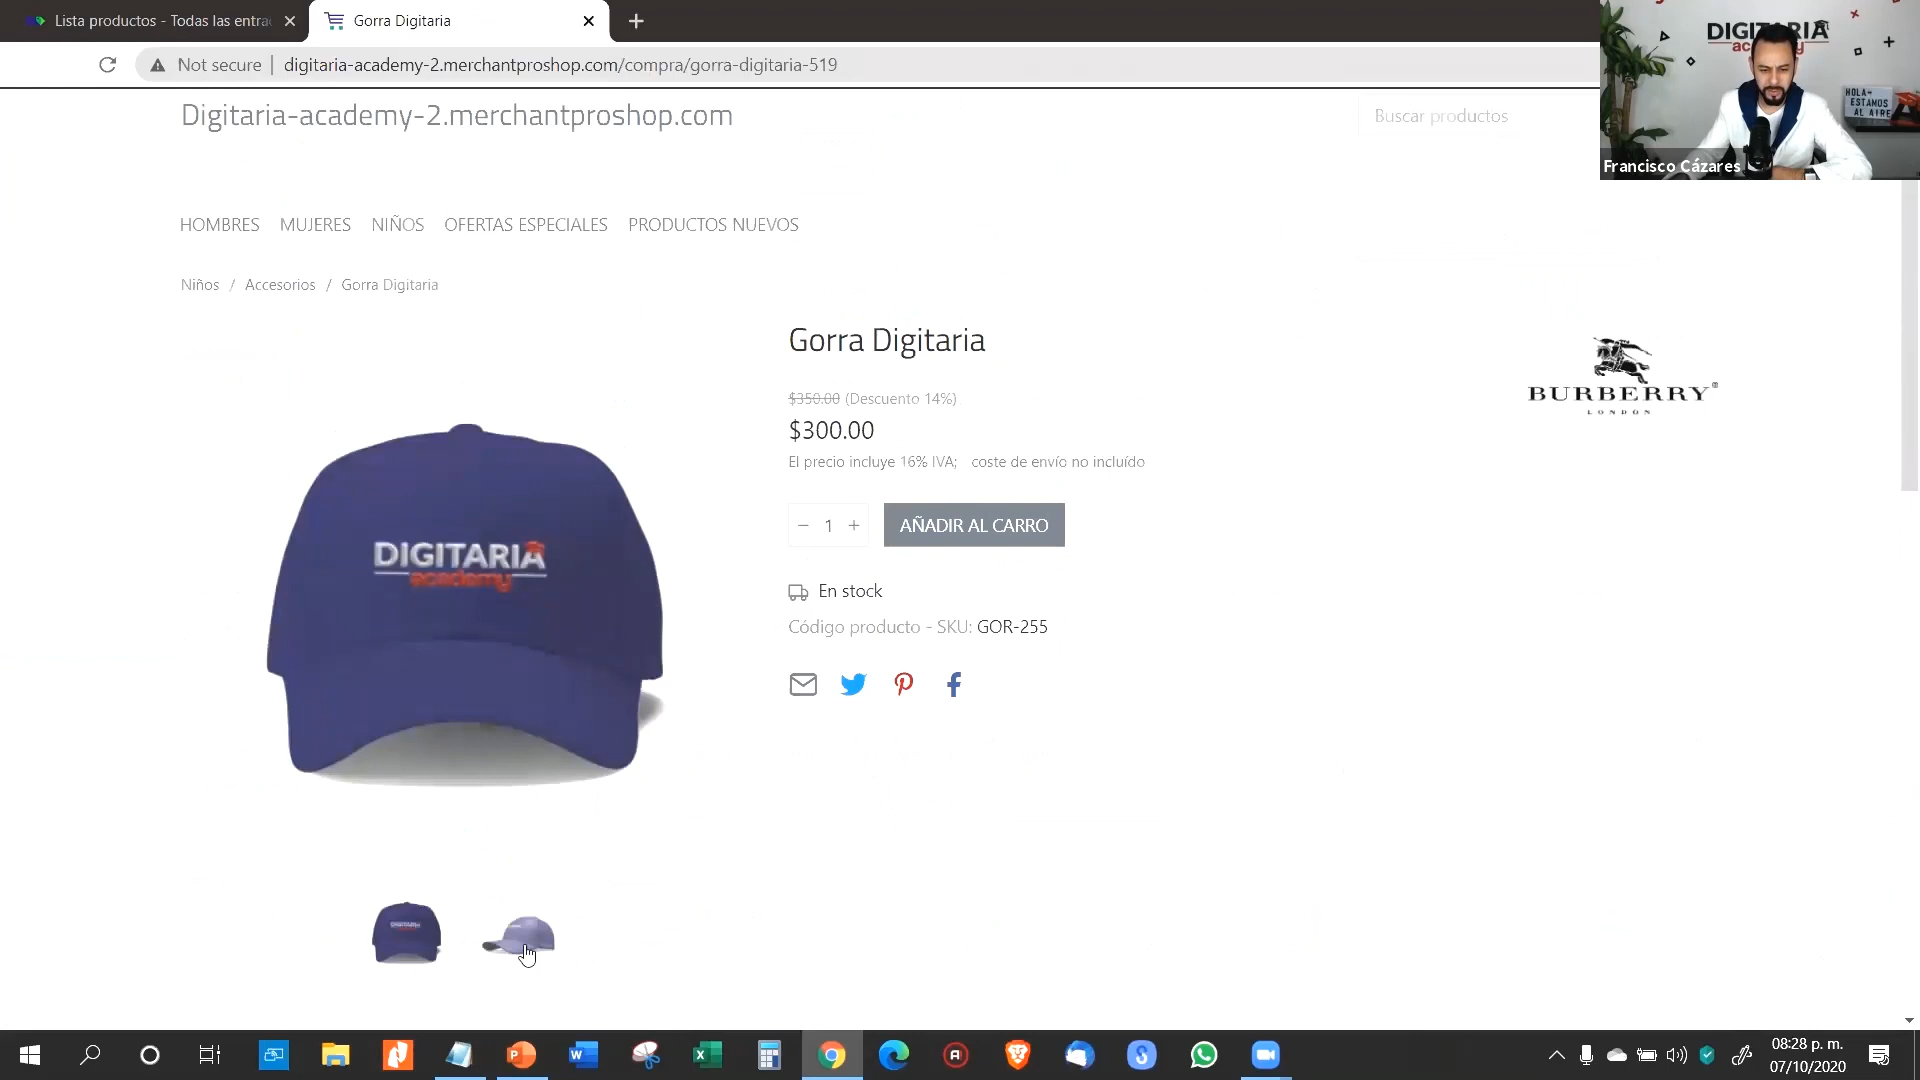 Lista productos - Todas las entra
Gorra Digitaria
Not secure
digitaria-academy-2.merchantproshop.com/compra/gorra-digitaria-519
DIGITARIA
HOLA
ESTAMOS
AL AIRE
Francisco Cázares
Digitaria-academy-2.merchantproshop.com
Buscar productos
HOMBRES MUJERES NIÑOS OFERTAS ESPECIALES PRODUCTOS NUEVOS
Niños / Accesorios / Gorra Digitaria
Gorra Digitaria
$350.00 (Descuento 14%)
$300.00
El precio incluye 16% IVA; coste de envío no incluído
BURBERRY®
LONDON
DIGITARIA
academy
− 1 +
AÑADIR AL CARRO
En stock
Código producto - SKU: GOR-255
DIGITARIA
08:28 p. m.
07/10/2020